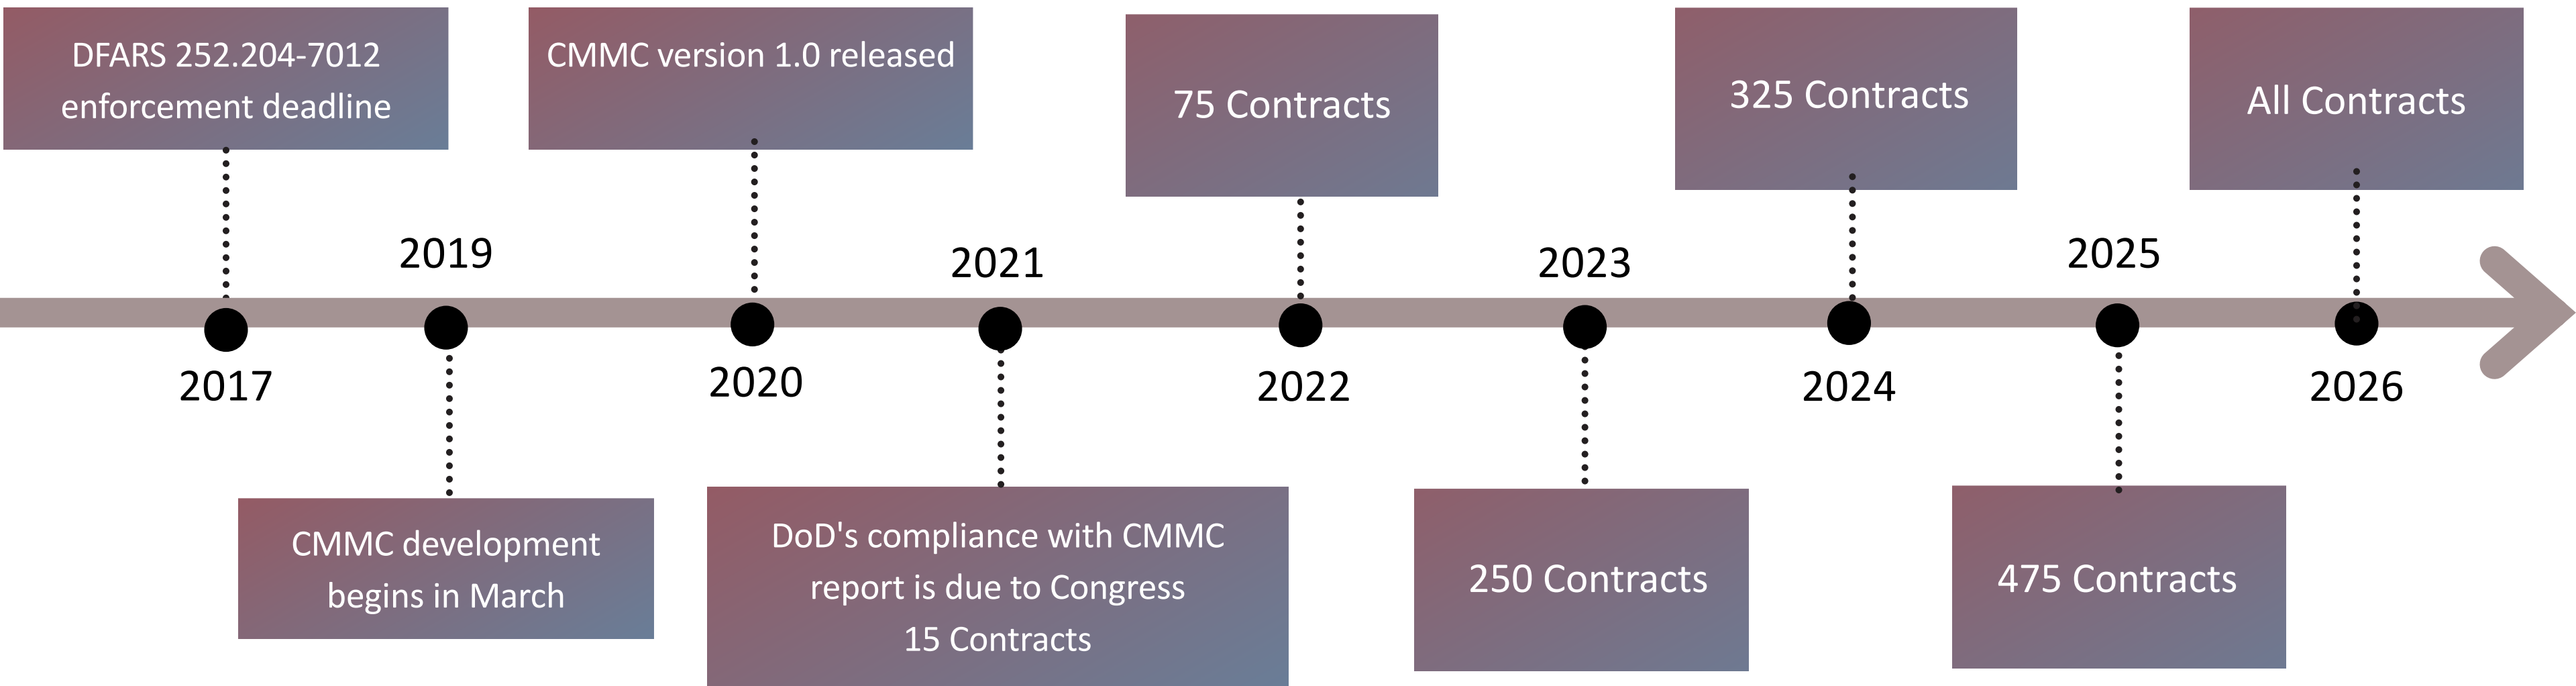 DFARS 252.204-7012
enforcement deadline
2017
2019
CMMC development
begins in March
CMMC version 1.0 released
2020
2021
DoD's compliance with CMMC
report is due to Congress
15 Contracts
75 Contracts
2022
2023
250 Contracts
325 Contracts
2024
2025
475 Contracts
All Contracts
2026